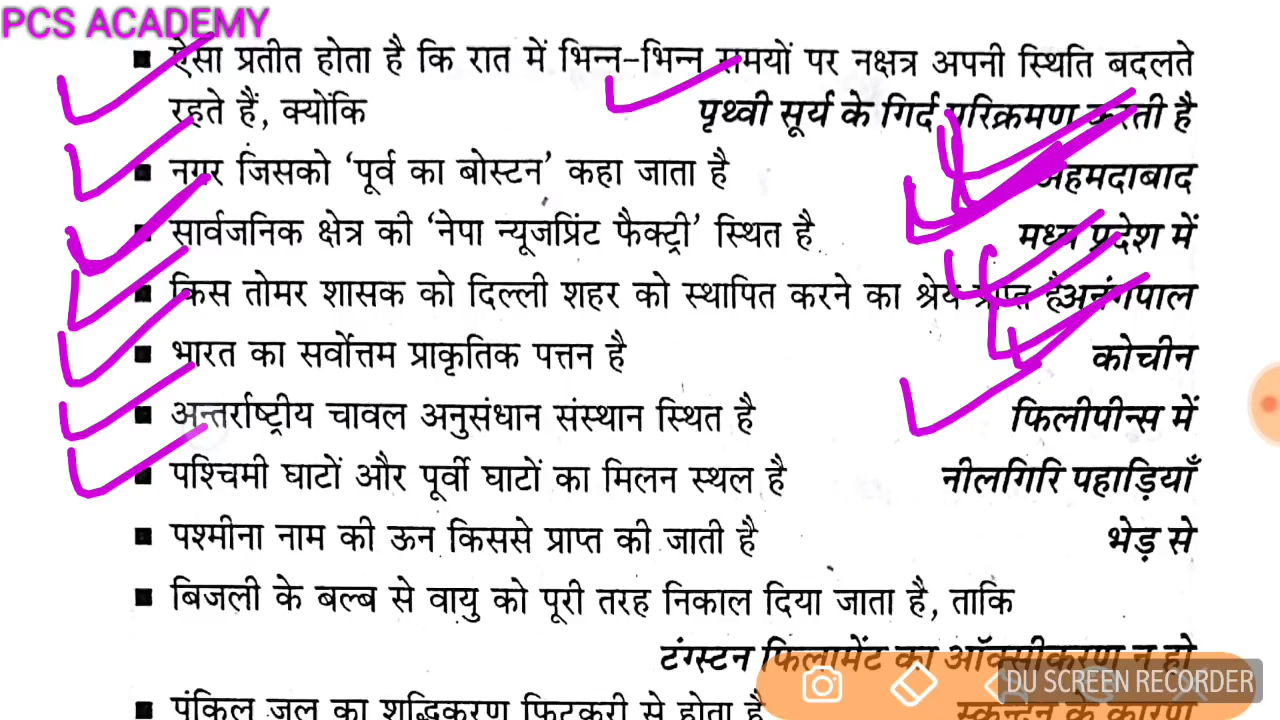 PCS ACADEMY
▪ ऐसा प्रतीत होता है कि रात में भिन्न-भिन्न समयों पर नक्षत्र अपनी स्थिति बदलते
रहते हैं, क्योंकि पृथ्वी सूर्य के गिर्द परिक्रमण करती है
▪ नगर जिसको ‘पूर्व का बोस्टन’ कहा जाता है अहमदाबाद
▪ सार्वजनिक क्षेत्र की ‘नेपा न्यूजप्रिंट फैक्ट्री’ स्थित है मध्य प्रदेश में
▪ किस तोमर शासक को दिल्ली शहर को स्थापित करने का श्रेय प्राप्त है अनंगपाल
▪ भारत का सर्वोत्तम प्राकृतिक पत्तन है कोचीन
▪ अन्तर्राष्ट्रीय चावल अनुसंधान संस्थान स्थित है फिलीपीन्स में
▪ पश्चिमी घाटों और पूर्वी घाटों का मिलन स्थल है नीलगिरि पहाड़ियाँ
▪ पश्मीना नाम की ऊन किससे प्राप्त की जाती है भेड़ से
▪ बिजली के बल्ब से वायु को पूरी तरह निकाल दिया जाता है, ताकि
टंग्स्टन फिलामेंट का ऑक्सीकरण न हो
DU SCREEN RECORDER
▪ पंकिल जल का शुद्धिकरण फिटकरी से होता है स्कन्दन के कारण